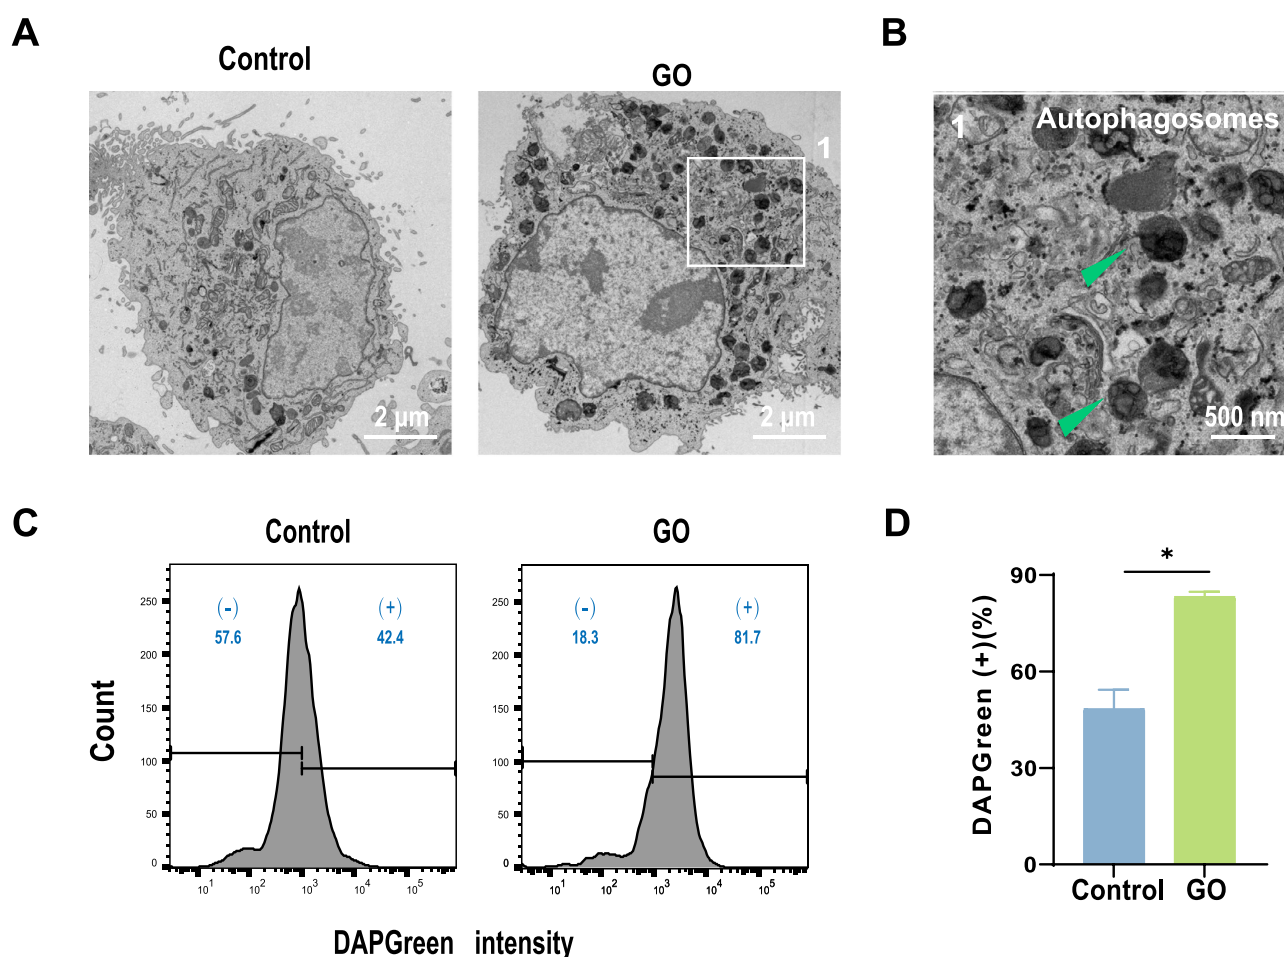 A
Control
GO
1
2 µm
2 µm
B
1 Autophagosomes
500 nm
C
Control
GO
Count
250
200
150
100
50
0
(-)
57.6
(+)
42.4
10¹ 10² 10³ 10⁴ 10⁵
250
200
150
100
50
0
(-)
18.3
(+)
81.7
10¹ 10² 10³ 10⁴ 10⁵
DAPGreen intensity
D
*
DAPGreen (+)(%)
90
60
30
0
Control GO